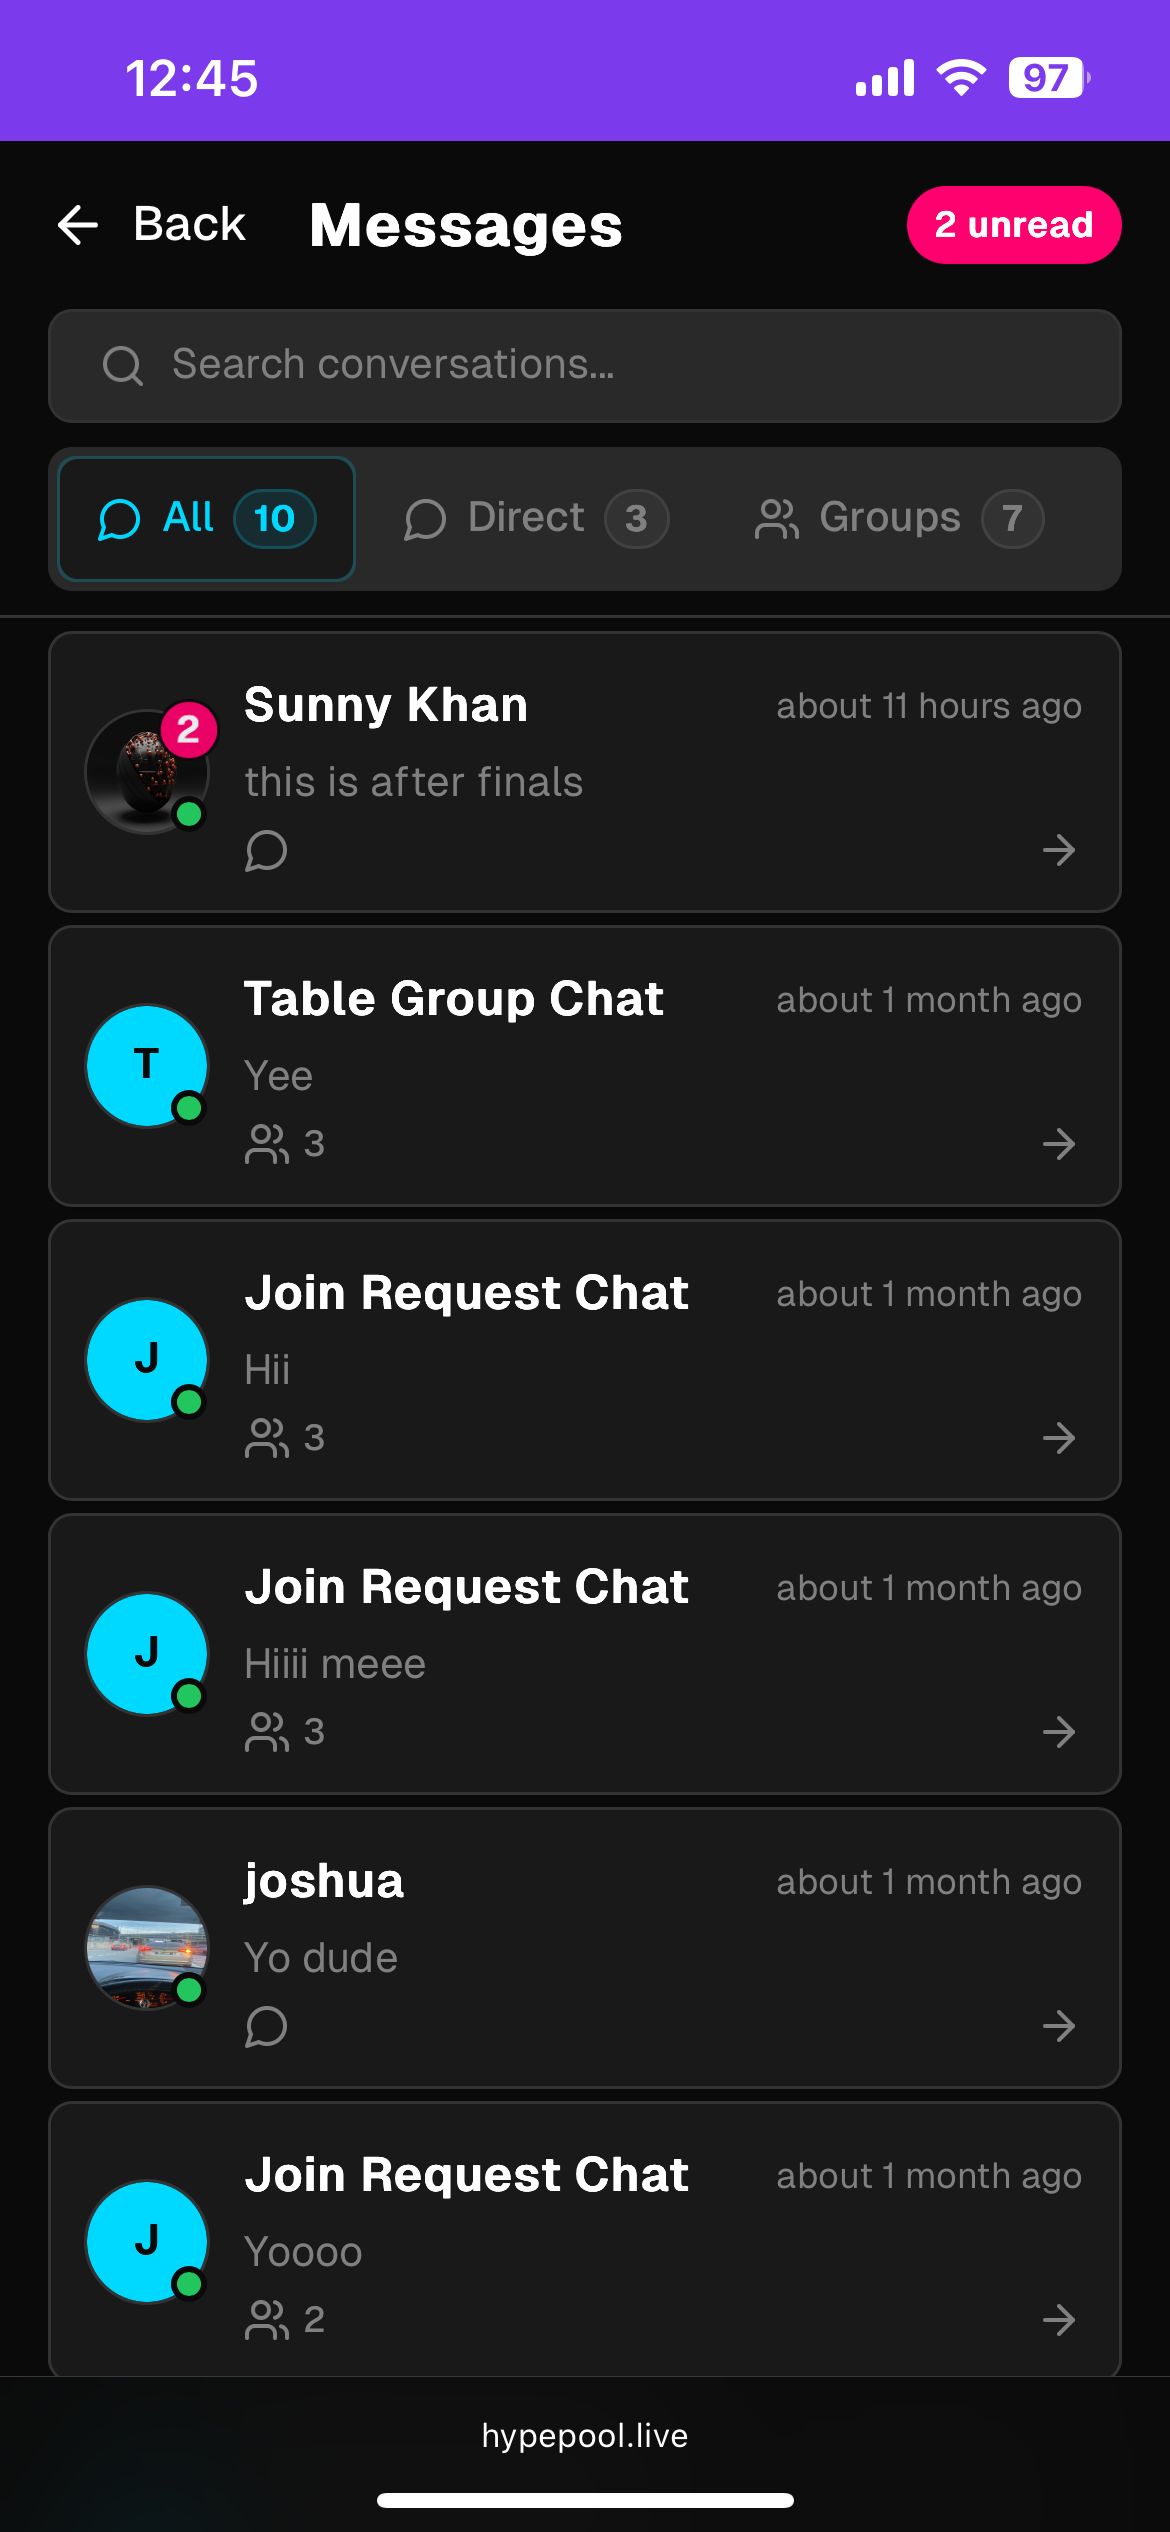 12:45
97
Back Messages 2 unread
Search conversations...
All 10 Direct 3 Groups 7
2
Sunny Khan about 11 hours ago
this is after finals
T
Table Group Chat about 1 month ago
Yee
3
J
Join Request Chat about 1 month ago
Hii
3
J
Join Request Chat about 1 month ago
Hiiii meee
3
joshua about 1 month ago
Yo dude
J
Join Request Chat about 1 month ago
Yoooo
2
hypepool.live